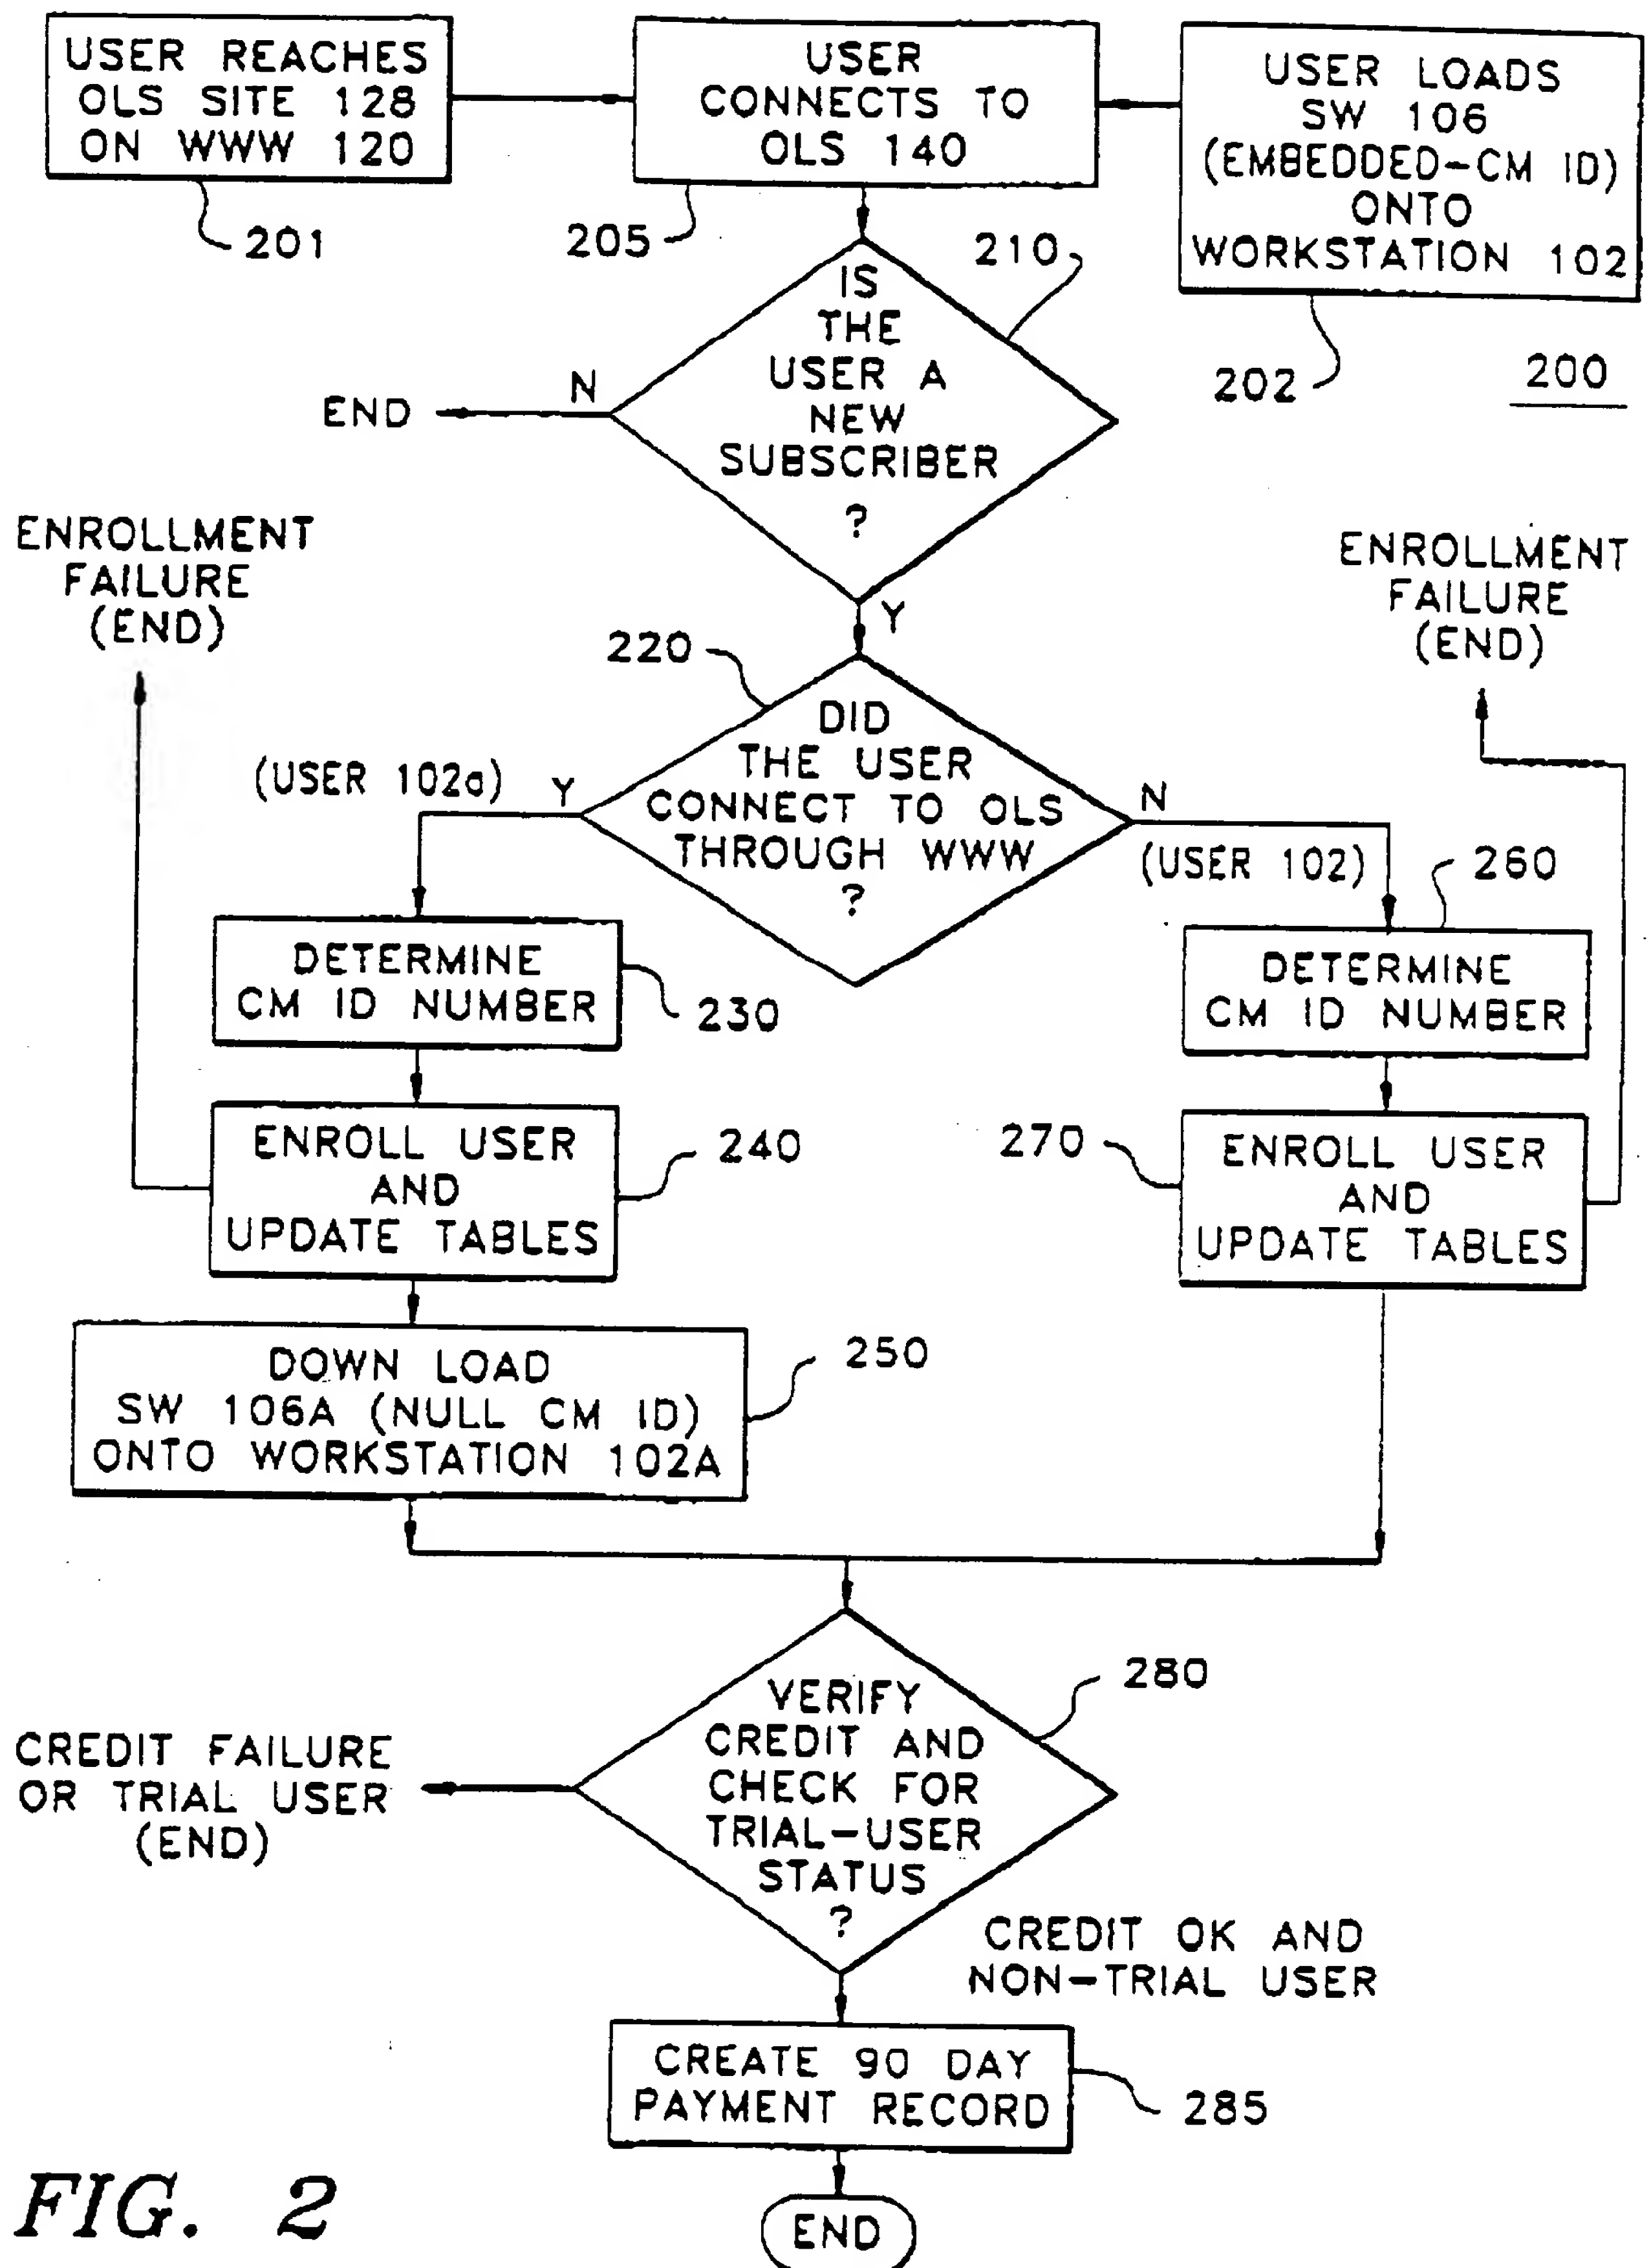 USER REACHES
OLS SITE 128
ON WWW 120
201
USER
CONNECTS TO
OLS 140
205
USER LOADS
SW 106
(EMBEDDED-CM ID)
ONTO
WORKSTATION 102
202
200
IS
THE
USER A
NEW
SUBSCRIBER
?
210
N
END
Y
ENROLLMENT
FAILURE
(END)
ENROLLMENT
FAILURE
(END)
220
DID
THE USER
CONNECT TO OLS
THROUGH WWW
?
(USER 102a)
Y
N
(USER 102)
260
DETERMINE
CM ID NUMBER
230
DETERMINE
CM ID NUMBER
ENROLL USER
AND
UPDATE TABLES
240
270
ENROLL USER
AND
UPDATE TABLES
DOWN LOAD
SW 106A (NULL CM ID)
ONTO WORKSTATION 102A
250
VERIFY
CREDIT AND
CHECK FOR
TRIAL-USER
STATUS
?
280
CREDIT FAILURE
OR TRIAL USER
(END)
CREDIT OK AND
NON-TRIAL USER
CREATE 90 DAY
PAYMENT RECORD
285
END
FIG. 2